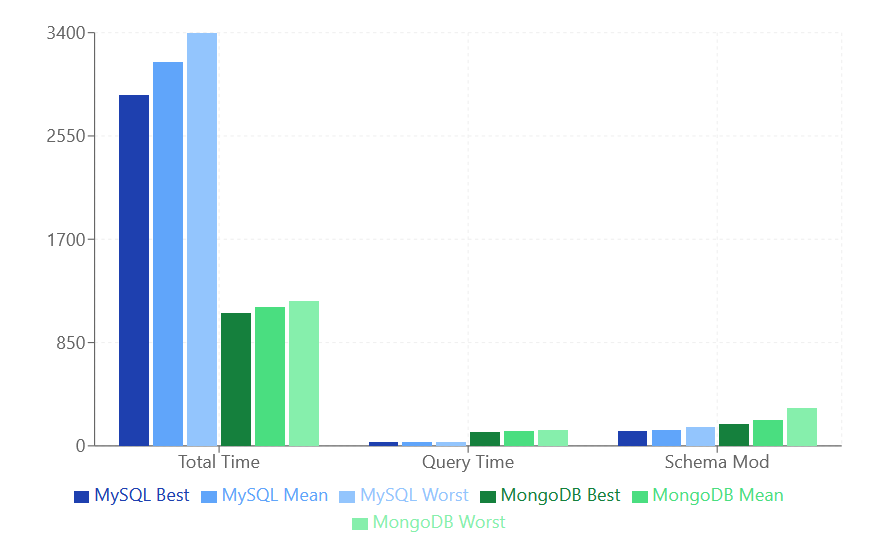 3400
2550
1700
850
0
Total Time Query Time Schema Mod
MySQL Best MySQL Mean MySQL Worst MongoDB Best MongoDB Mean
MongoDB Worst